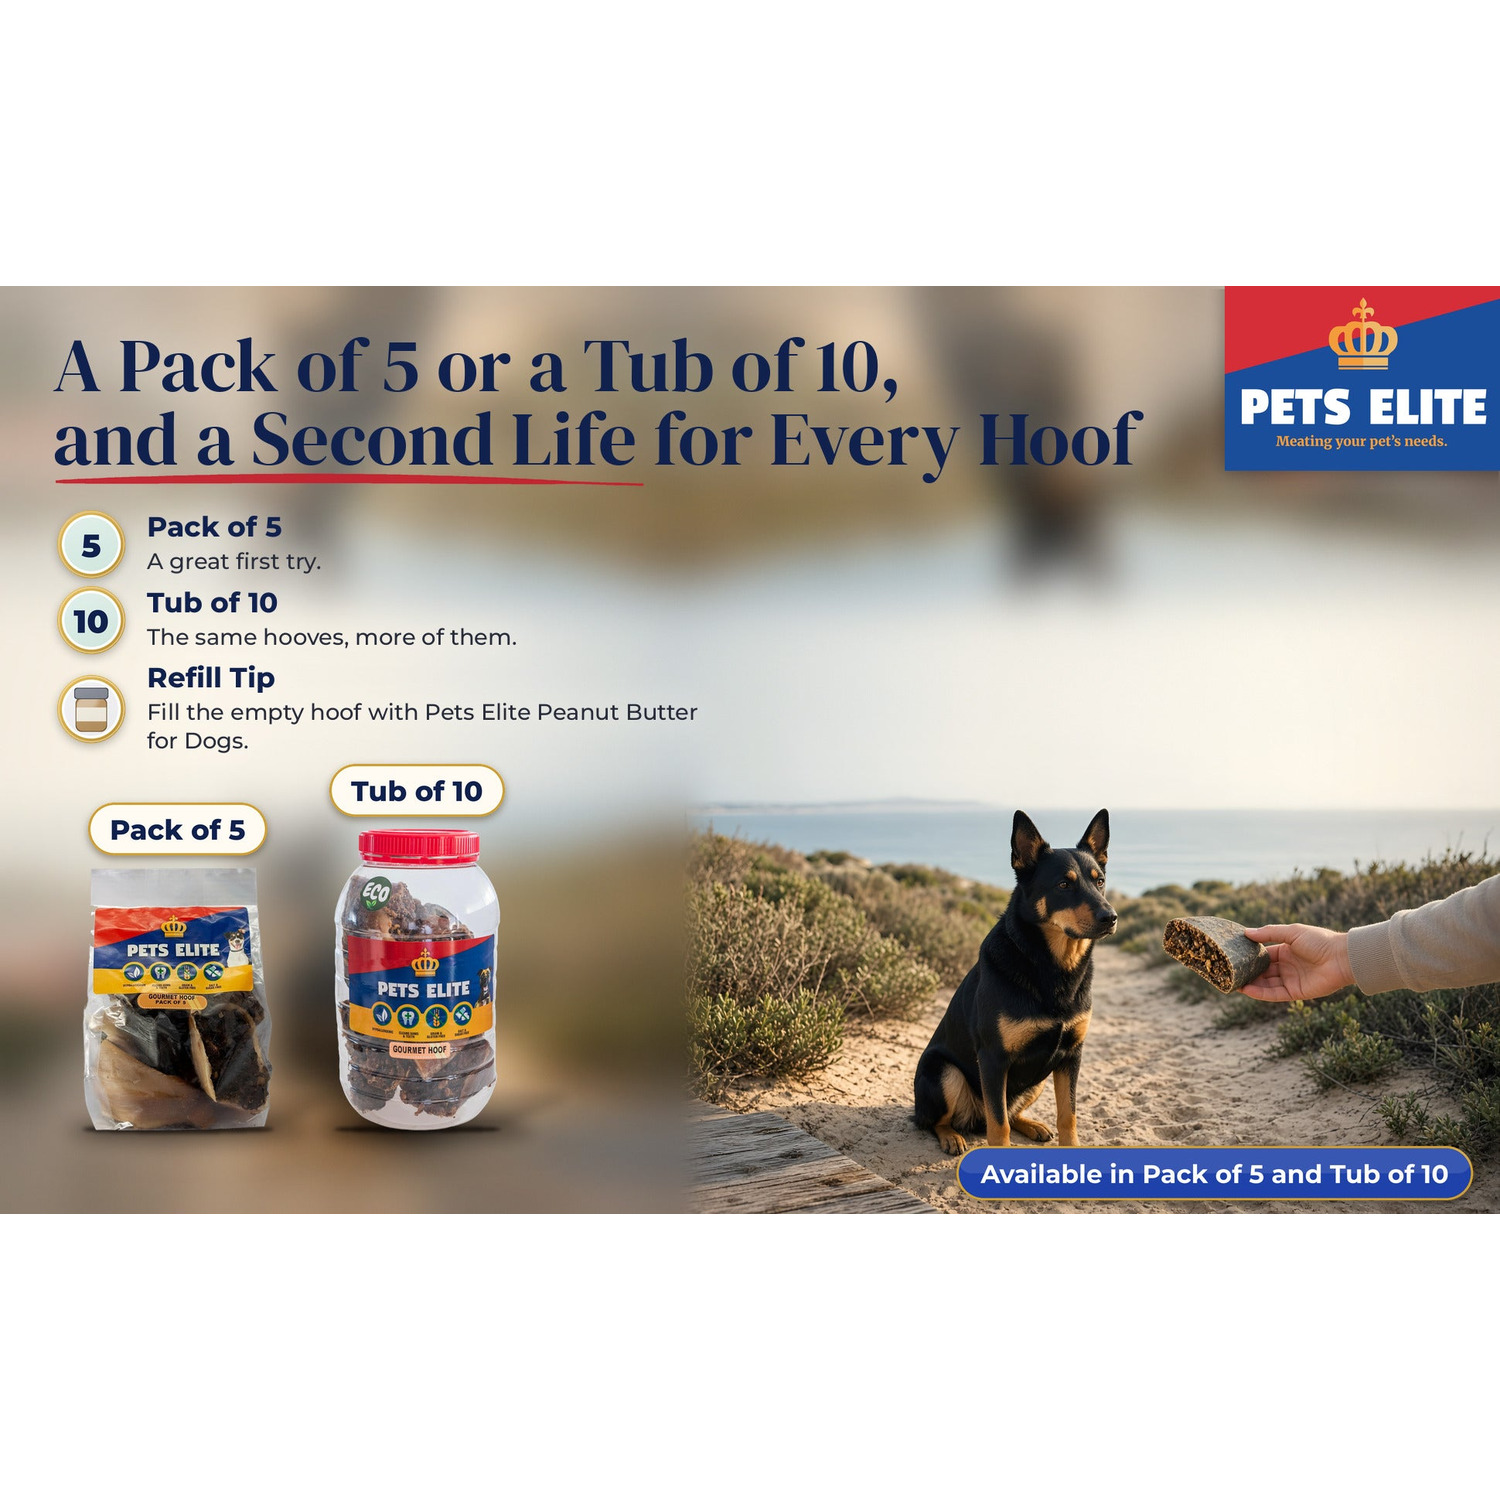 A Pack of 5 or a Tub of 10,
and a Second Life for Every Hoof
PETS ELITE
Meating your pet's needs.
5
Pack of 5
A great first try.
10
Tub of 10
The same hooves, more of them.
Refill Tip
Fill the empty hoof with Pets Elite Peanut Butter
for Dogs.
Pack of 5
Tub of 10
PETS ELITE
GOURMET HOOF
PACK OF 5
ECO
PETS ELITE
GOURMET HOOF
Available in Pack of 5 and Tub of 10